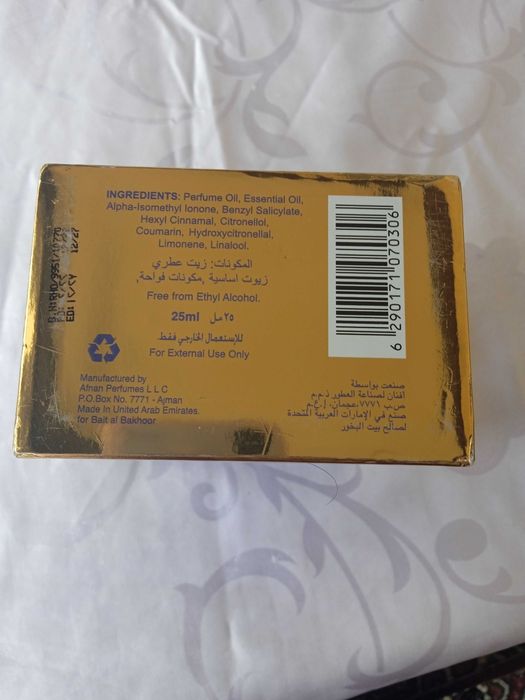 INGREDIENTS: Perfume Oil, Essential Oil,
Alpha-Isomethyl Ionone, Benzyl Salicylate,
Hexyl Cinnamal, Citronellol,
Coumarin, Hydroxycitronellal,
Limonene, Linalool.
المكونات: زيت عطري
زيوت اساسية ,مكونات فواحة,
Free from Ethyl Alcohol.
25ml ٢٥ مل
للإستعمال الخارجي فقط
For External Use Only
Manufactured by
Afnan Perfumes L L C
P.O.Box No. 7771 - Ajman
Made In United Arab Emirates.
for Bait al Bakhoor
صنعت بواسطة
افنان لصناعة العطور ذ.م.م
ص.ب ٧٧٧١،عجمان، إ.ع.م
صنع في الإمارات العربية المتحدة
لصالح بيت البخور
6 290171 070306
12/27